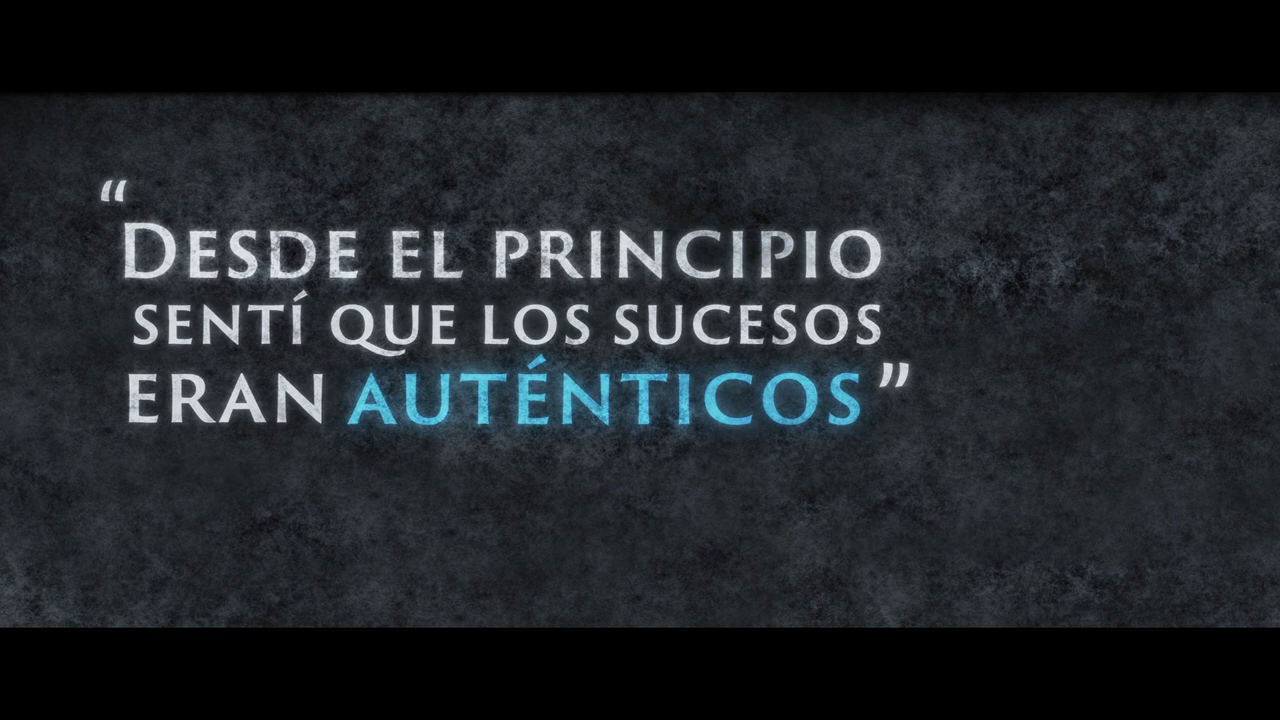 “DESDE EL PRINCIPIO
SENTÍ QUE LOS SUCESOS
ERAN AUTÉNTICOS”